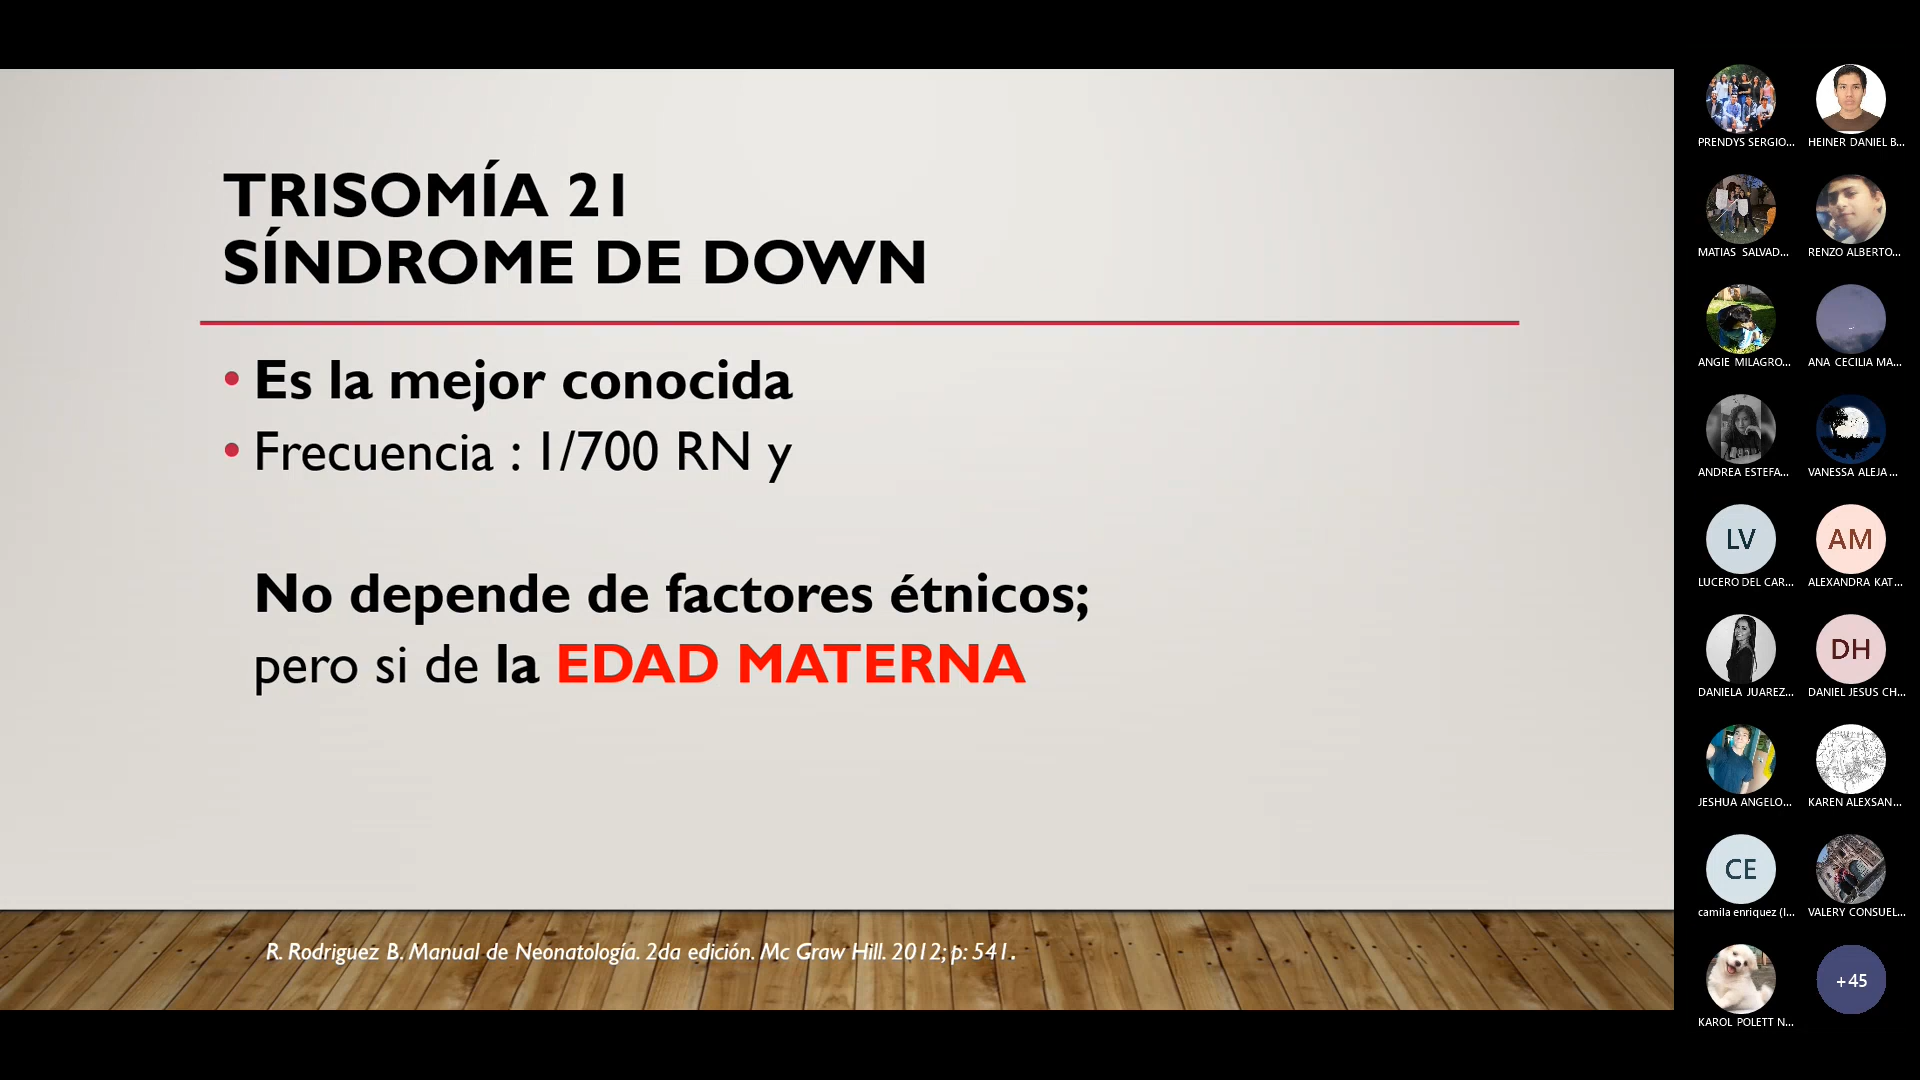 TRISOMÍA 21
SÍNDROME DE DOWN
• Es la mejor conocida
• Frecuencia : 1/700 RN y
No depende de factores étnicos;
pero si de la EDAD MATERNA
R. Rodriguez B. Manual de Neonatología. 2da edición. Mc Graw Hill. 2012; p: 541.
PRENDYS SERGIO...
HEINER DANIEL B...
MATIAS SALVAD...
RENZO ALBERTO...
ANGIE MILAGRO...
ANA CECILIA MA...
ANDREA ESTEFA...
VANESSA ALEJA...
LV
AM
LUCERO DEL CAR...
ALEXANDRA KAT...
DH
DANIELA JUAREZ...
DANIEL JESUS CH...
JESHUA ANGELO...
KAREN ALEXSAN...
CE
camila enriquez (I...
VALERY CONSUEL...
+45
KAROL POLETT N...